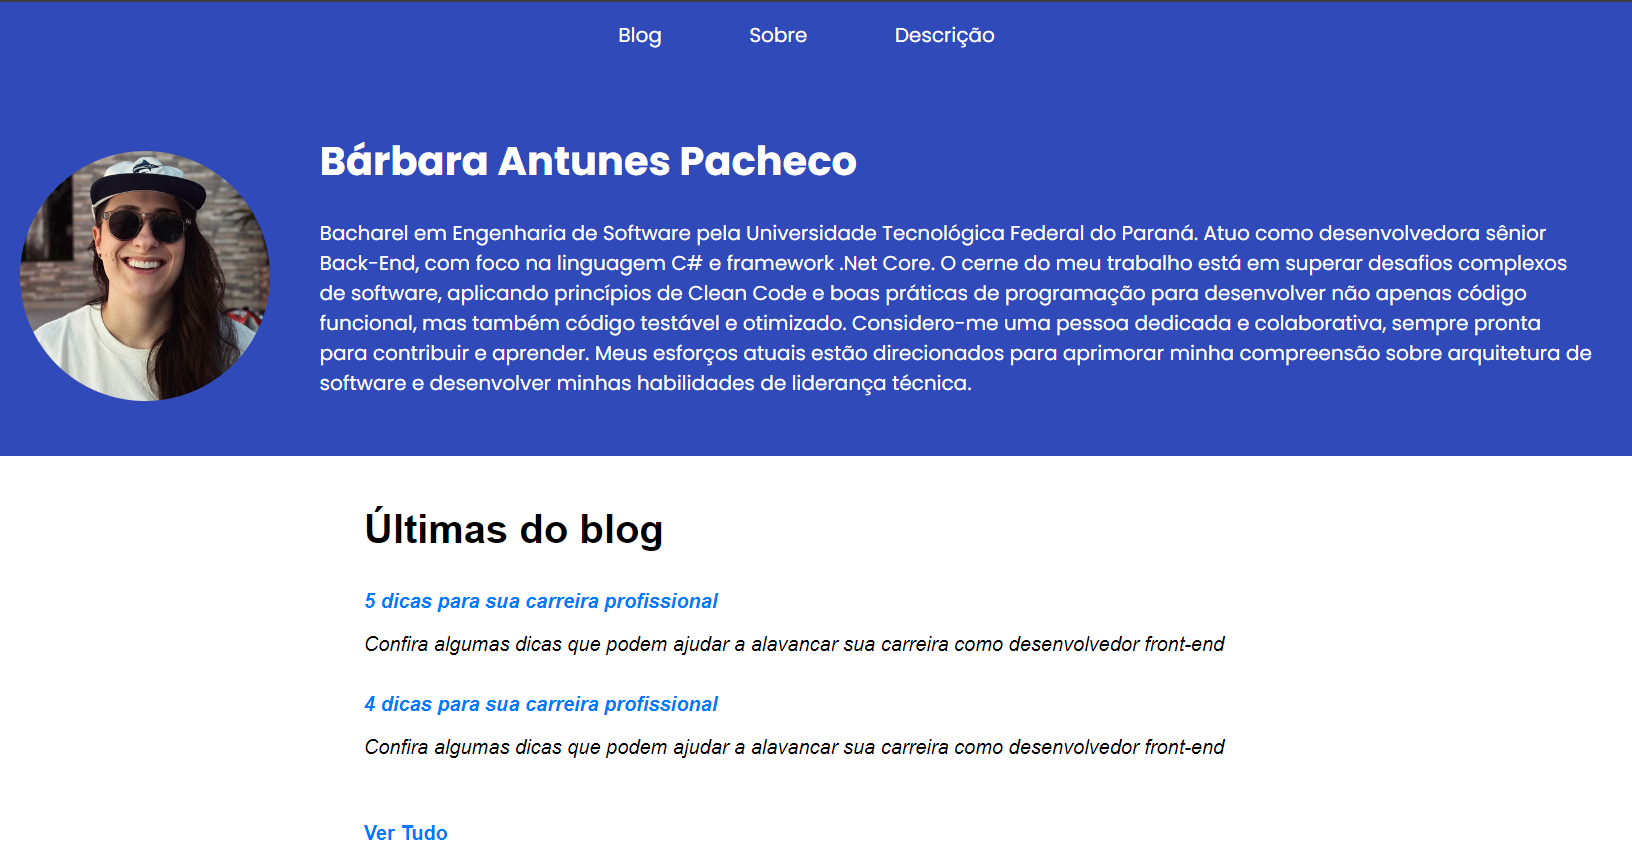 Blog Sobre Descrição
Bárbara Antunes Pacheco
Bacharel em Engenharia de Software pela Universidade Tecnológica Federal do Paraná. Atuo como desenvolvedora sênior
Back-End, com foco na linguagem C# e framework .Net Core. O cerne do meu trabalho está em superar desafios complexos
de software, aplicando princípios de Clean Code e boas práticas de programação para desenvolver não apenas código
funcional, mas também código testável e otimizado. Considero-me uma pessoa dedicada e colaborativa, sempre pronta
para contribuir e aprender. Meus esforços atuais estão direcionados para aprimorar minha compreensão sobre arquitetura de
software e desenvolver minhas habilidades de liderança técnica.
Últimas do blog
5 dicas para sua carreira profissional
Confira algumas dicas que podem ajudar a alavancar sua carreira como desenvolvedor front-end
4 dicas para sua carreira profissional
Confira algumas dicas que podem ajudar a alavancar sua carreira como desenvolvedor front-end
Ver Tudo